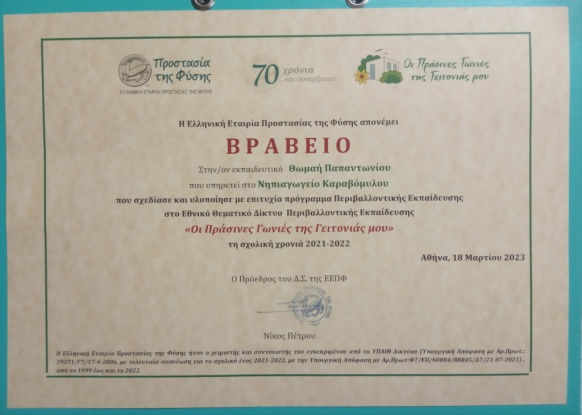 Προστασία
της Φύσης
ΕΛΛΗΝΙΚΗ ΕΤΑΙΡΙΑ ΠΡΟΣΤΑΣΙΑΣ ΤΗΣ ΦΥΣΗΣ
70 χρόνια
...και συνεχίζουμε
Οι Πράσινες Γωνιές
της Γειτονιάς μου
Η Ελληνική Εταιρία Προστασίας της Φύσης απονέμει
ΒΡΑΒΕΙΟ
Στην/ον εκπαιδευτικό Θωμαή Παπαντωνίου
που υπηρετεί στο Νηπιαγωγείο Καραβόμυλου
που σχεδίασε και υλοποίησε με επιτυχία πρόγραμμα Περιβαλλοντικής Εκπαίδευσης
στο Εθνικό Θεματικό Δίκτυο Περιβαλλοντικής Εκπαίδευσης
«Οι Πράσινες Γωνιές της Γειτονιάς μου»
τη σχολική χρονιά 2021-2022
Αθήνα, 18 Μαρτίου 2023
Ο Πρόεδρος του Δ.Σ. της ΕΕΠΦ
Νίκος Πέτρου
Η Ελληνική Εταιρία Προστασίας της Φύσης ήταν ο χειριστής και συντονιστής του εγκεκριμένου από το ΥΠΑΙΘ Δικτύου (Υπουργική Απόφαση με Αρ.Πρωτ.:
29271/Γ7/17-4-2006, με τελευταία ανανέωση για το σχολικό έτος 2021-2022, με την Υπουργική Απόφαση με Αρ.Πρωτ:Φ7/ΕΠ/60084/88045/Δ7/21-07-2021)
, από το 1999 έως και το 2022.